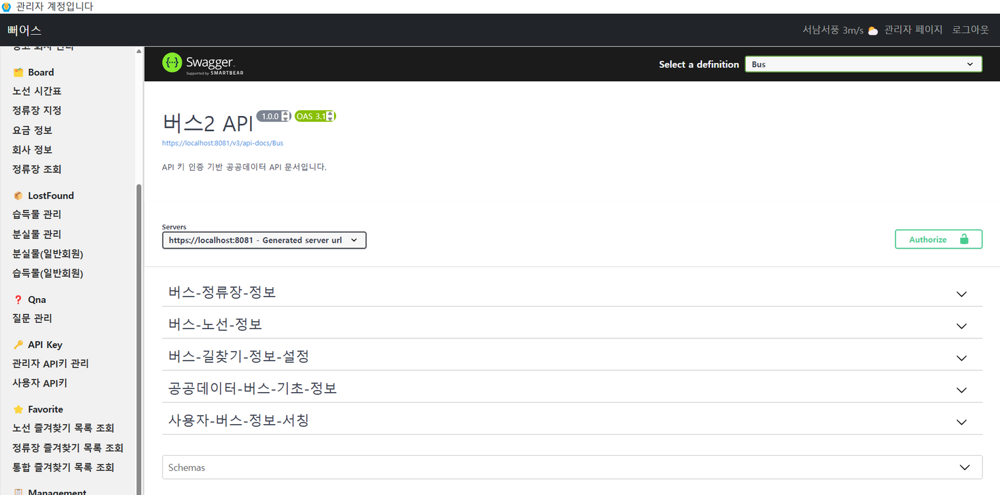 관리자 계정입니다
삐어스
서남서풍 3m/s 관리자 페이지 로그아웃
광고 회사 관리
Board
노선 시간표
정류장 지정
요금 정보
회사 정보
정류장 조회
LostFound
습득물 관리
분실물 관리
분실물(일반회원)
습득물(일반회원)
Qna
질문 관리
API Key
관리자 API키 관리
사용자 API키
Favorite
노선 즐겨찾기 목록 조회
정류장 즐겨찾기 목록 조회
통합 즐겨찾기 목록 조회
Management
Swagger
Supported by SMARTBEAR
Select a definition Bus
버스2 API 1.0.0 OAS 3.1
https://localhost:8081/v3/api-docs/Bus
API 키 인증 기반 공공데이터 API 문서입니다.
Servers
https://localhost:8081 - Generated server url
Authorize
버스-정류장-정보
버스-노선-정보
버스-길찾기-정보-설정
공공데이터-버스-기초-정보
사용자-버스-정보-서칭
Schemas